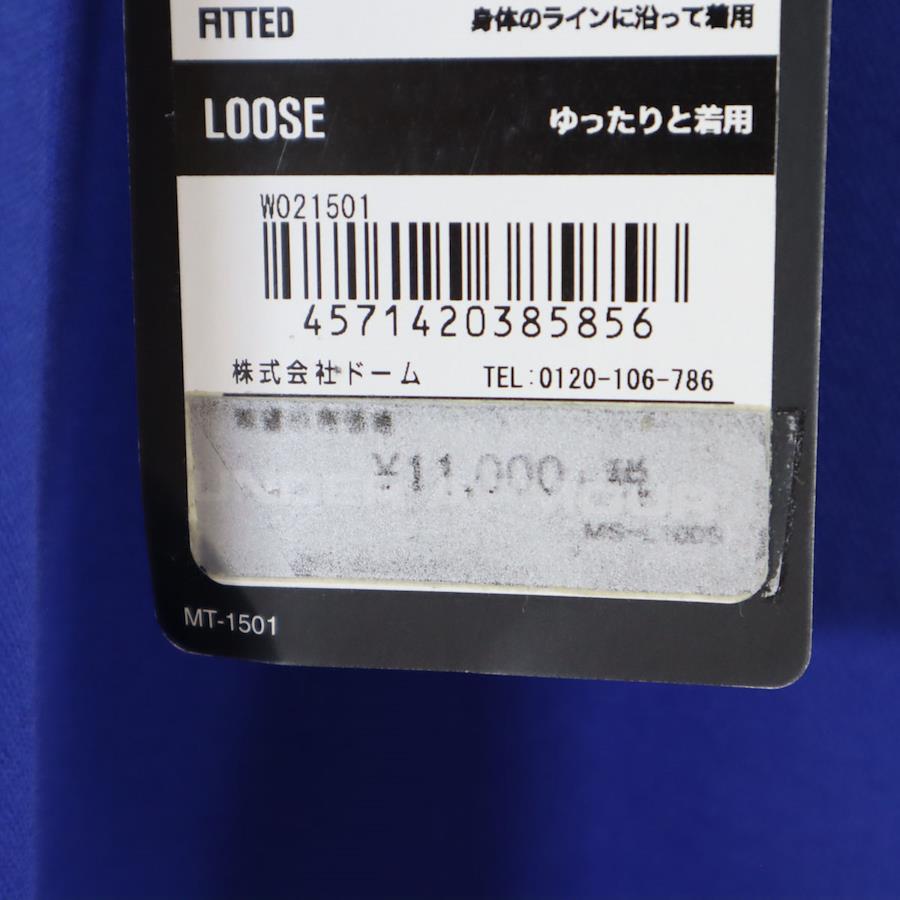 FITTED 身体のラインに沿って着用
LOOSE ゆったりと着用
W021501
4571420385856
株式会社ドーム TEL:0120-106-786
¥11,000+税
MT-1501